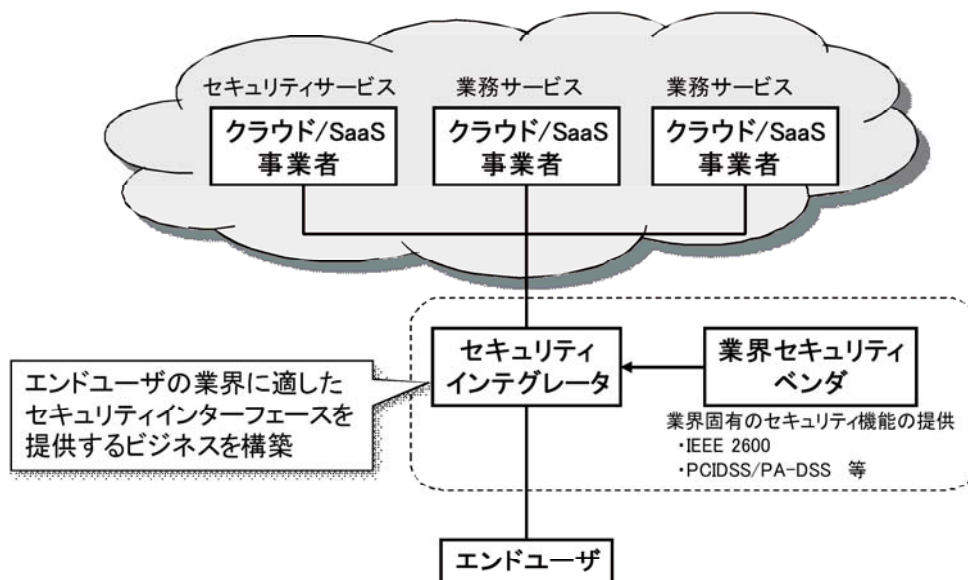 セキュリティサービス
業務サービス
業務サービス
クラウド/SaaS
事業者
クラウド/SaaS
事業者
クラウド/SaaS
事業者
セキュリティ
インテグレータ
業界セキュリティ
ベンダ
エンドユーザの業界に適した
セキュリティインターフェースを
提供するビジネスを構築
業界固有のセキュリティ機能の提供
・IEEE 2600
・PCIDSS/PA-DSS 等
エンドユーザ